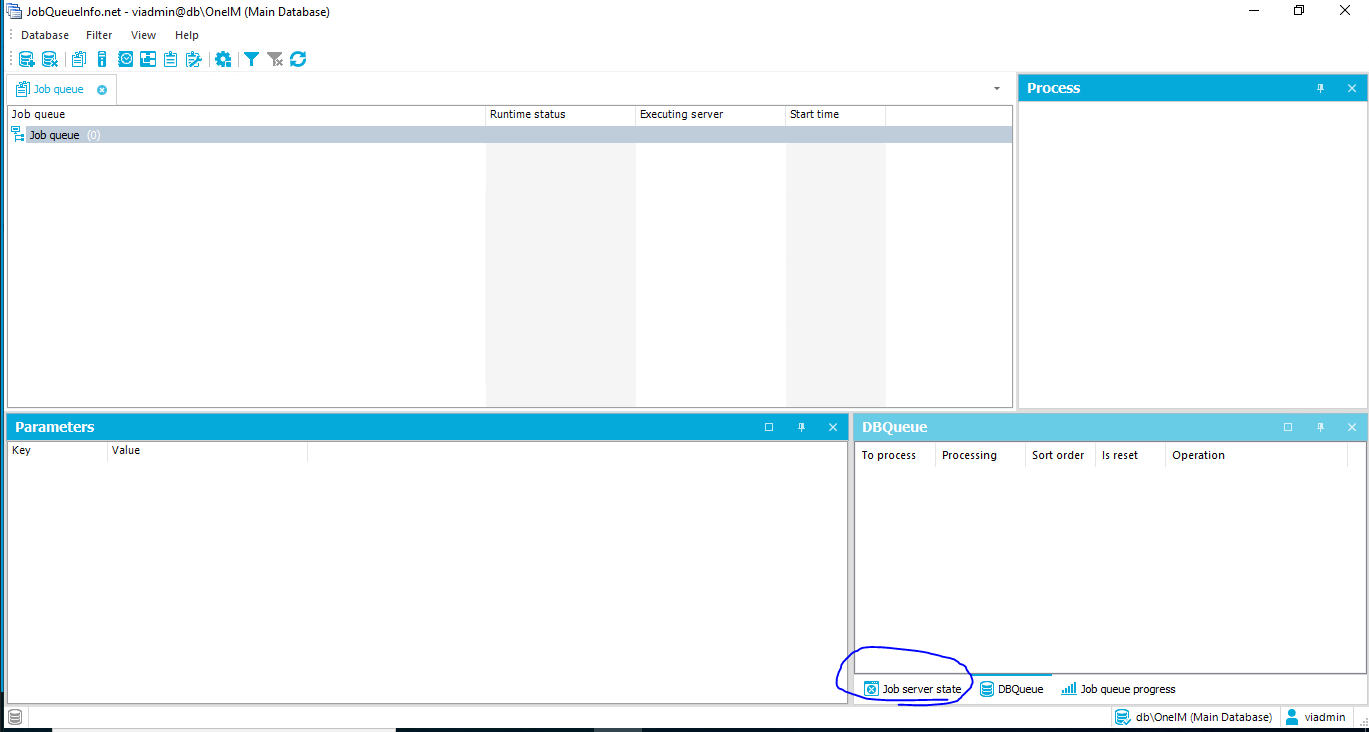 JobQueueInfo.net - viadmin@db\OneIM (Main Database)
Database Filter View Help
Job queue
Process
Job queue Runtime status Executing server Start time
Job queue (0)
Parameters
DBQueue
Key Value
To process Processing Sort order Is reset Operation
Job server state DBQueue Job queue progress
db\OneIM (Main Database) viadmin